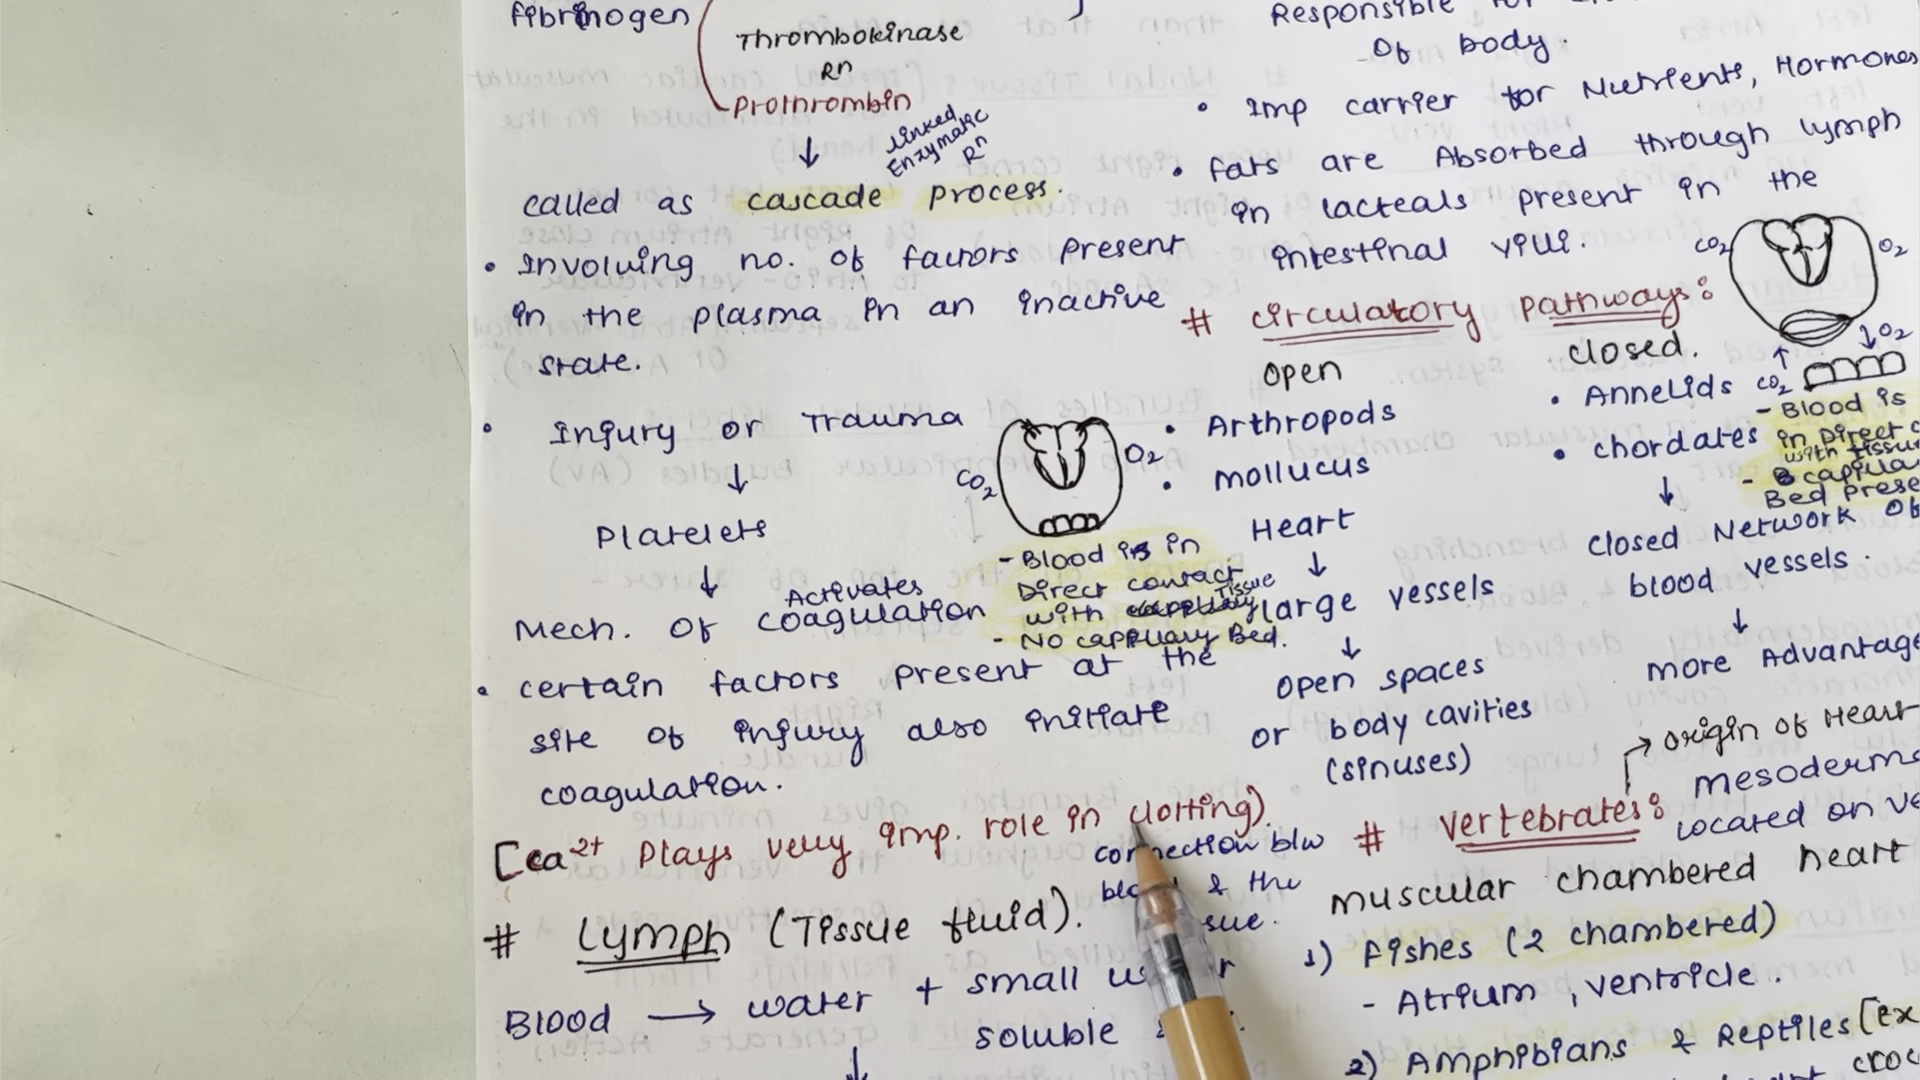 fibrinogen
Thrombokinase
Rn
Prothrombin
↓
linked
Enzymatic
Rn
called as cascade process.
• Involving no. of factors present
in the plasma in an inactive
state.
• Injury or Trauma
↓
Platelets
↓ Activates
Mech. of coagulation
• certain factors present at the
site of injury also initiate
coagulation.
[ca2+ Plays very imp. role in clotting).
# Lymph (Tissue fluid).
connection b/w
& the
Blood → water + small
soluble
↓
CO2
O2
- Blood is in
Direct contact
with Tissue
- No capillary Bed.
Responsible
of body.
• Imp carrier for Nutrients, Hormones
• fats are Absorbed through lymph
in lacteals present in the
intestinal villi.
# circulatory Pathways:
open
• Arthropods
• mollucus
Heart
↓
large vessels
↓
open spaces
or body cavities
(sinuses)
closed.
• Annelids
• chordates
↓
closed Network of
blood vessels.
↓
more Advantage
CO2
O2
↑
CO2
↓O2
- Blood is
in Direct
with
-
Bed
# vertebrates:
→ origin of Heart
mesoderm
located on
muscular chambered heart
1) Fishes (2 chambered)
- Atrium, ventricle.
2) Amphibians & Reptiles [ex